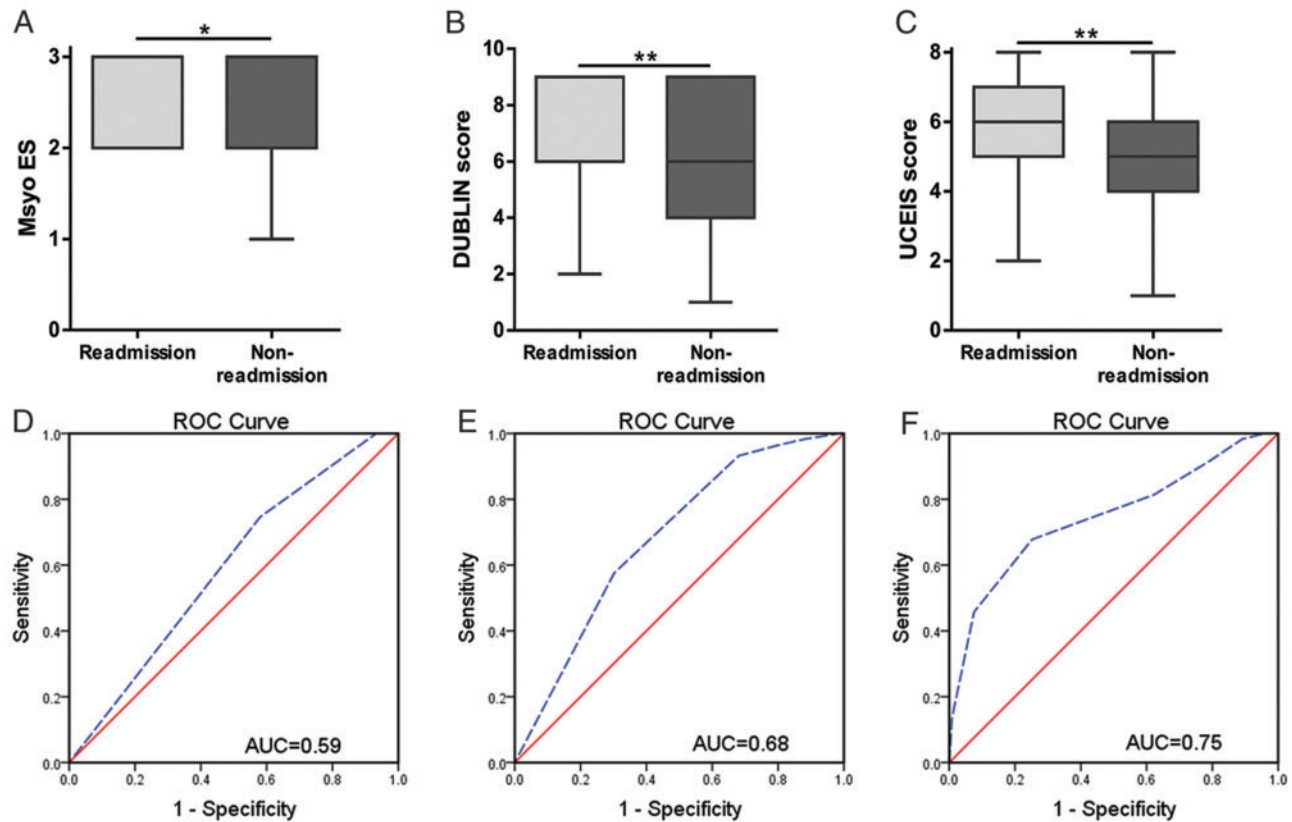 A
*
Msyo ES
3
2
1
0
Readmission
Non-
readmission
B
**
DUBLIN score
10
8
6
4
2
0
Readmission
Non-
readmission
C
**
UCEIS score
8
6
4
2
0
Readmission
Non-
readmission
D
ROC Curve
Sensitivity
1.0
0.8
0.6
0.4
0.2
0.0
AUC=0.59
0.0 0.2 0.4 0.6 0.8 1.0
1 - Specificity
E
ROC Curve
Sensitivity
1.0
0.8
0.6
0.4
0.2
0.0
AUC=0.68
0.0 0.2 0.4 0.6 0.8 1.0
1 - Specificity
F
ROC Curve
Sensitivity
1.0
0.8
0.6
0.4
0.2
0.0
AUC=0.75
0.0 0.2 0.4 0.6 0.8 1.0
1 - Specificity